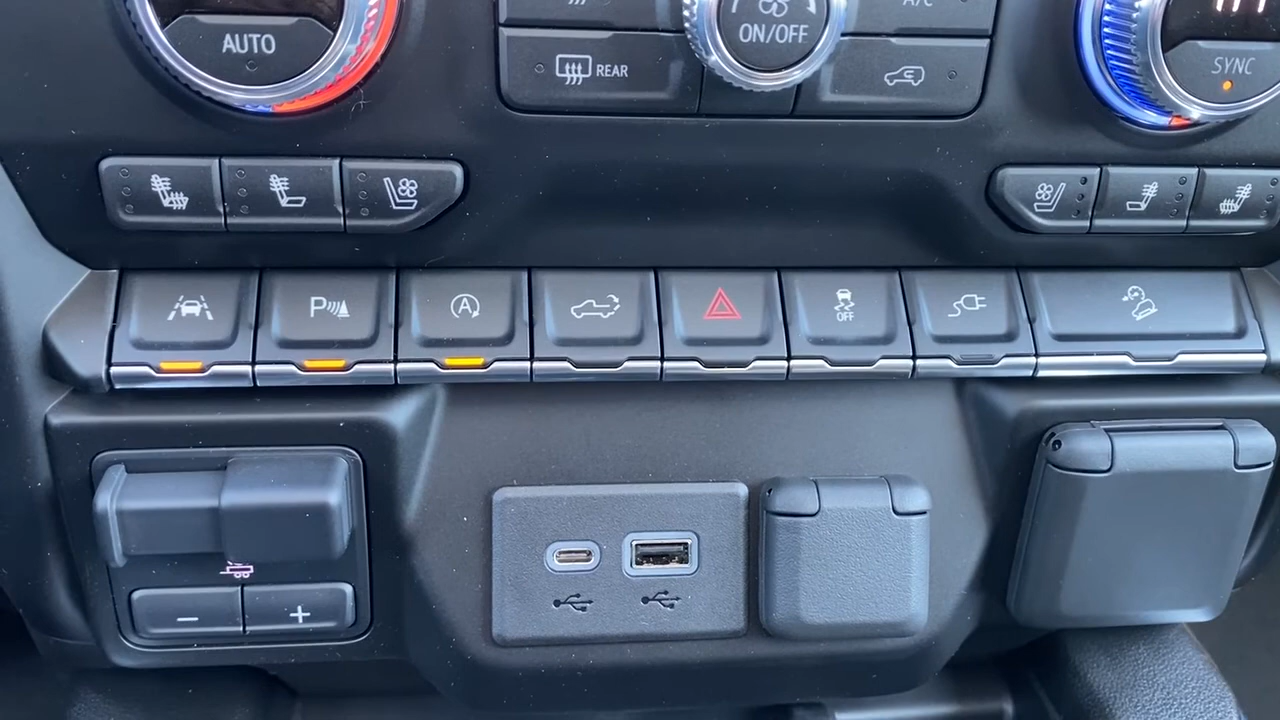 AUTO
ON/OFF
A/C
REAR
SYNC
P
A
OFF
- +